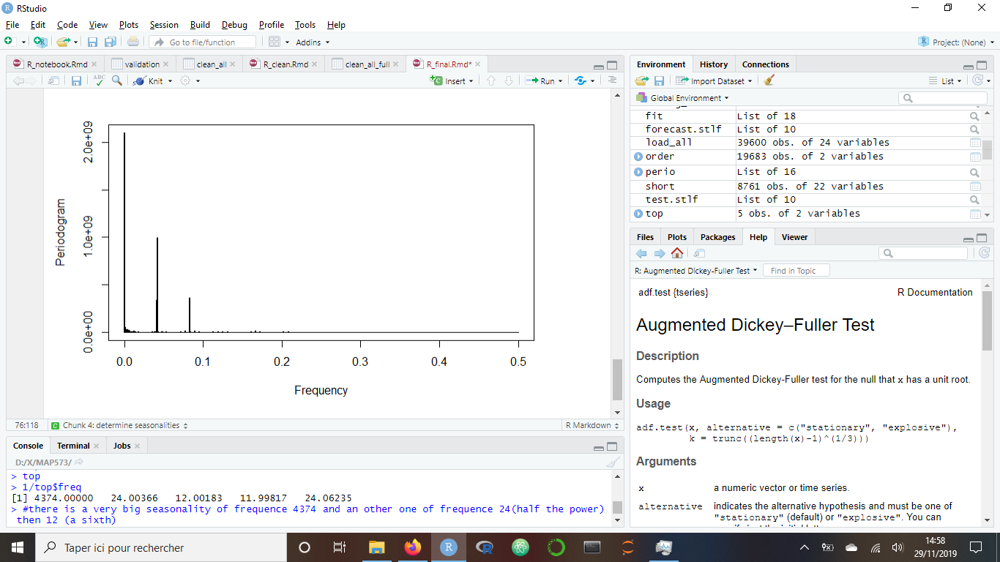 RStudio
File Edit Code View Plots Session Build Debug Profile Tools Help
Go to file/function Addins Project: (None)
R_notebook.Rmd validation clean_all R_clean.Rmd clean_all_full R_final.Rmd*
ABC Knit Insert Run
2.0e+09
1.0e+09
0.0e+00
Periodogram
0.0 0.1 0.2 0.3 0.4 0.5
Frequency
76:118 C Chunk 4: determine seasonalities R Markdown
Console Terminal Jobs
D:/X/MAP573/
> top
> 1/top$freq
[1] 4374.00000 24.00366 12.00183 11.99817 24.06235
> #there is a very big seasonality of frequence 4374 and an other one of frequence 24(half the power)
then 12 (a sixth)
Environment History Connections
Import Dataset List
Global Environment
fit List of 18
forecast.stlf List of 10
load_all 39600 obs. of 24 variables
order 19683 obs. of 2 variables
perio List of 16
short 8761 obs. of 22 variables
test.stlf List of 10
top 5 obs. of 2 variables
Files Plots Packages Help Viewer
R: Augmented Dickey-Fuller Test Find in Topic
adf.test {tseries} R Documentation
Augmented Dickey–Fuller Test
Description
Computes the Augmented Dickey-Fuller test for the null that x has a unit root.
Usage
adf.test(x, alternative = c("stationary", "explosive"),
k = trunc((length(x)-1)^(1/3)))
Arguments
x a numeric vector or time series.
alternative indicates the alternative hypothesis and must be one of
"stationary" (default) or "explosive". You can
Taper ici pour rechercher
14:58
29/11/2019